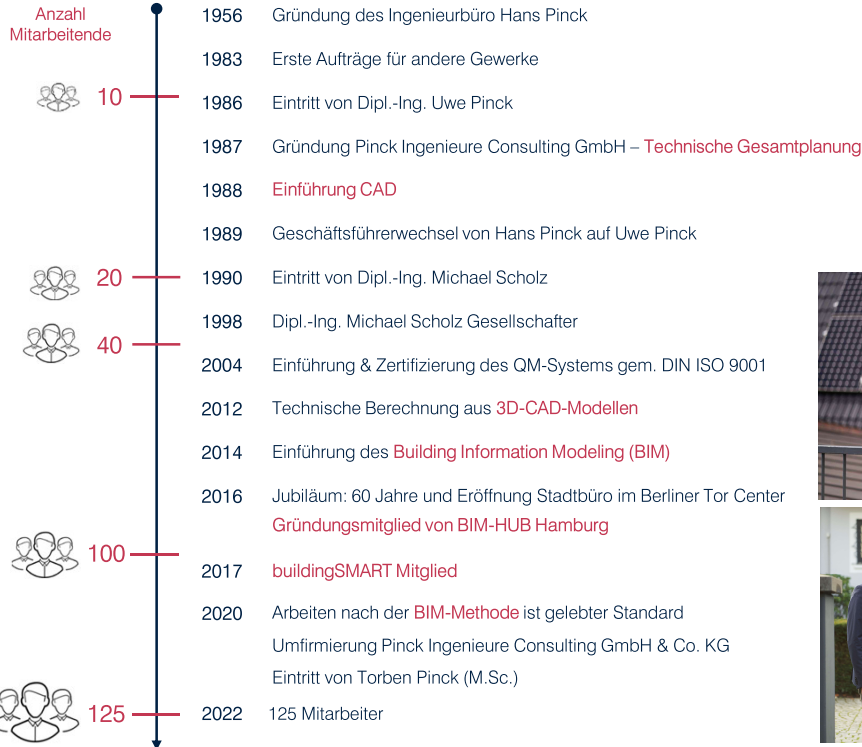 Anzahl
Mitarbeitende
1956 Gründung des Ingenieurbüro Hans Pinck
1983 Erste Aufträge für andere Gewerke
10
1986 Eintritt von Dipl.-Ing. Uwe Pinck
1987 Gründung Pinck Ingenieure Consulting GmbH – Technische Gesamtplanung
1988 Einführung CAD
1989 Geschäftsführerwechsel von Hans Pinck auf Uwe Pinck
20
1990 Eintritt von Dipl.-Ing. Michael Scholz
1998 Dipl.-Ing. Michael Scholz Gesellschafter
40
2004 Einführung & Zertifizierung des QM-Systems gem. DIN ISO 9001
2012 Technische Berechnung aus 3D-CAD-Modellen
2014 Einführung des Building Information Modeling (BIM)
2016 Jubiläum: 60 Jahre und Eröffnung Stadtbüro im Berliner Tor Center
Gründungsmitglied von BIM-HUB Hamburg
100
2017 buildingSMART Mitglied
2020 Arbeiten nach der BIM-Methode ist gelebter Standard
Umfirmierung Pinck Ingenieure Consulting GmbH & Co. KG
Eintritt von Torben Pinck (M.Sc.)
125
2022 125 Mitarbeiter